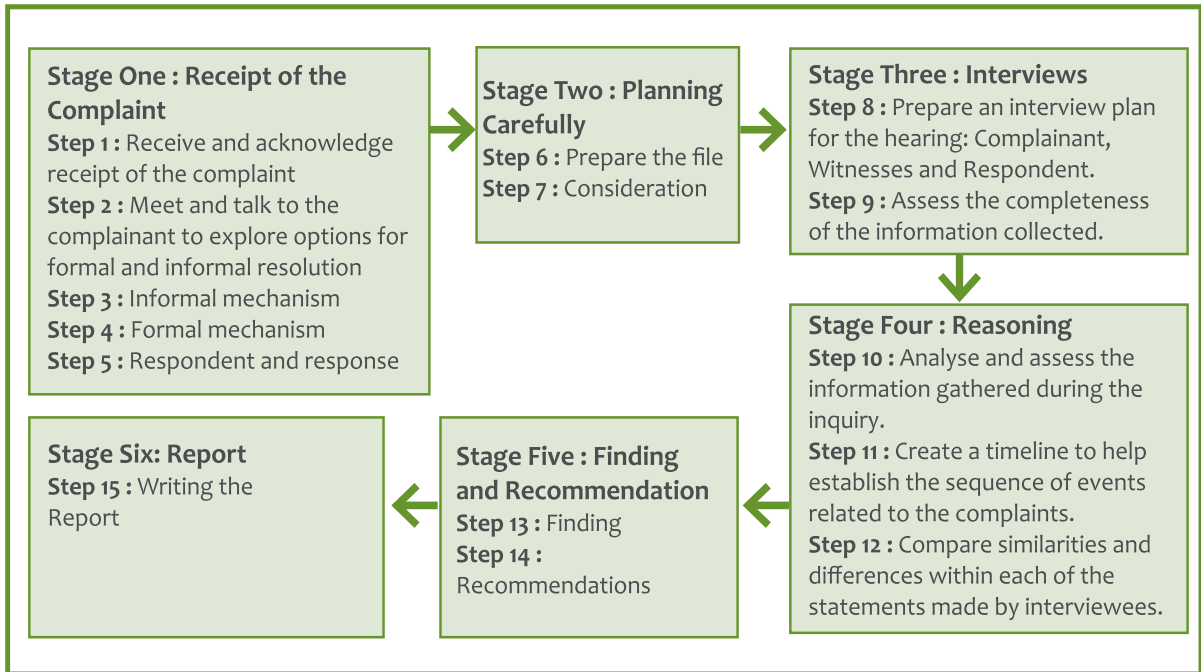 Stage One : Receipt of the
Complaint
Step 1 : Receive and acknowledge
receipt of the complaint
Step 2 : Meet and talk to the
complainant to explore options for
formal and informal resolution
Step 3 : Informal mechanism
Step 4 : Formal mechanism
Step 5 : Respondent and response
Stage Two : Planning
Carefully
Step 6 : Prepare the file
Step 7 : Consideration
Stage Three : Interviews
Step 8 : Prepare an interview plan
for the hearing: Complainant,
Witnesses and Respondent.
Step 9 : Assess the completeness
of the information collected.
Stage Four : Reasoning
Step 10 : Analyse and assess the
information gathered during the
inquiry.
Step 11 : Create a timeline to help
establish the sequence of events
related to the complaints.
Step 12 : Compare similarities and
differences within each of the
statements made by interviewees.
Stage Five : Finding
and Recommendation
Step 13 : Finding
Step 14 :
Recommendations
Stage Six: Report
Step 15 : Writing the
Report